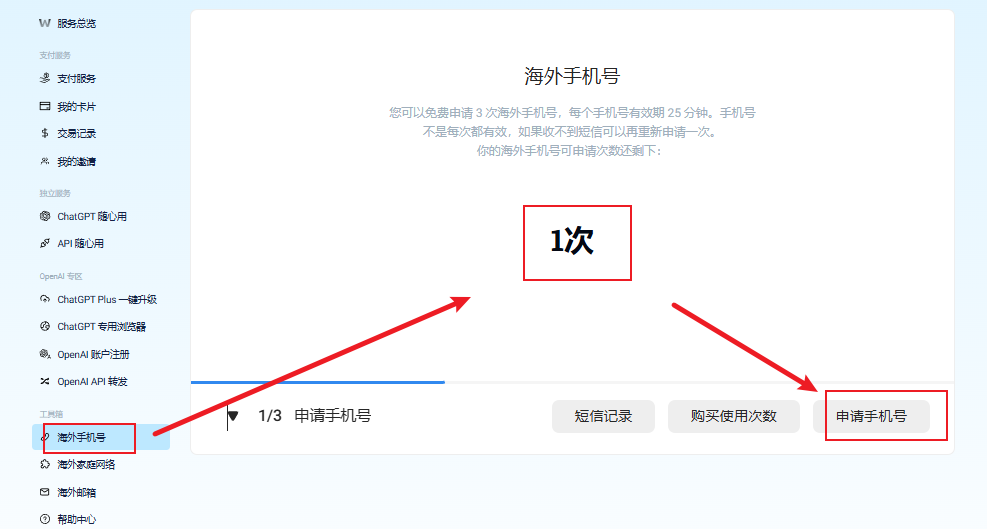 服务总览
支付服务
支付服务
我的卡片
交易记录
我的邀请
独立服务
ChatGPT 随心用
API 随心用
OpenAI 专区
ChatGPT Plus 一键升级
ChatGPT 专用浏览器
OpenAI 账户注册
OpenAI API 转发
工具箱
海外手机号
海外家庭网络
海外邮箱
帮助中心
海外手机号
您可以免费申请 3 次海外手机号，每个手机号有效期 25 分钟。手机号
不是每次都有效，如果收不到短信可以再重新申请一次。
你的海外手机号可申请次数还剩下：
1次
1/3 申请手机号
短信记录
购买使用次数
申请手机号